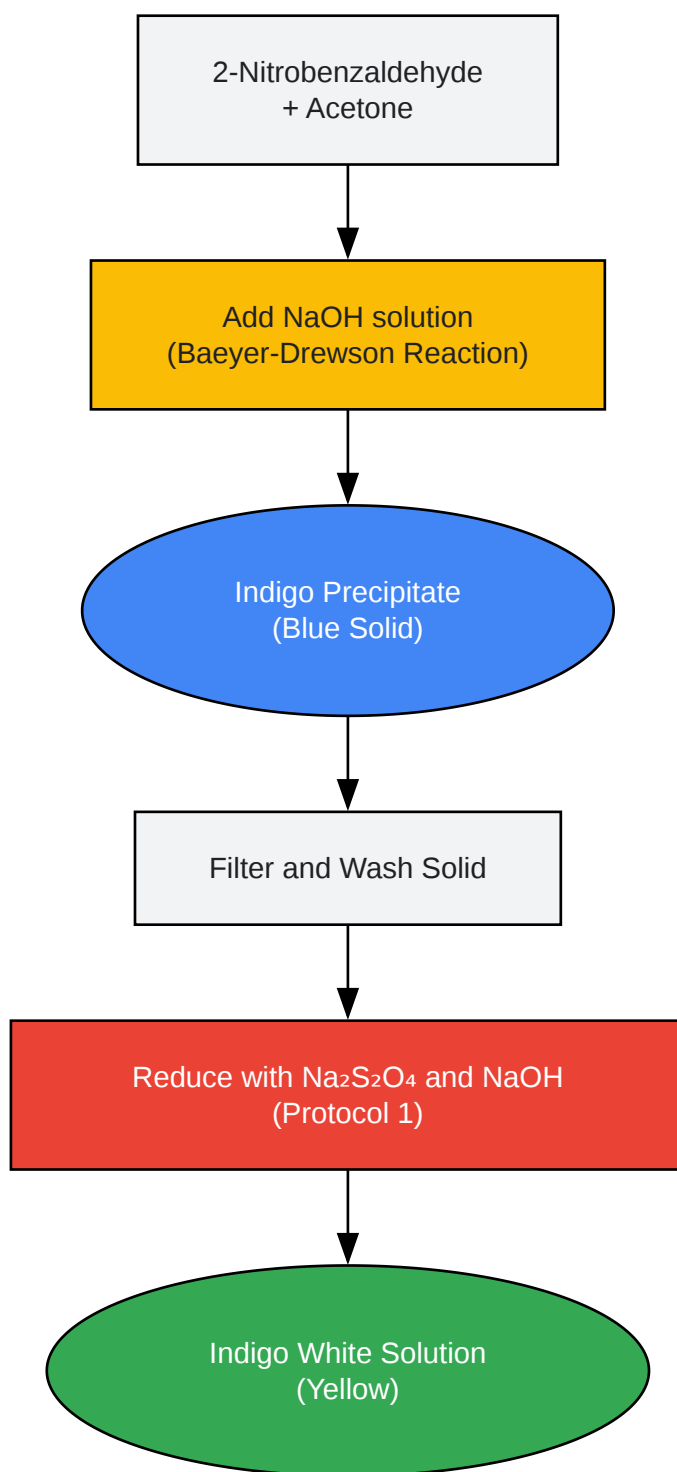 2-Nitrobenzaldehyde
+ Acetone
Add NaOH solution
(Baeyer-Drewson Reaction)
Indigo Precipitate
(Blue Solid)
Filter and Wash Solid
Reduce with Na₂S₂O₄ and NaOH
(Protocol 1)
Indigo White Solution
(Yellow)